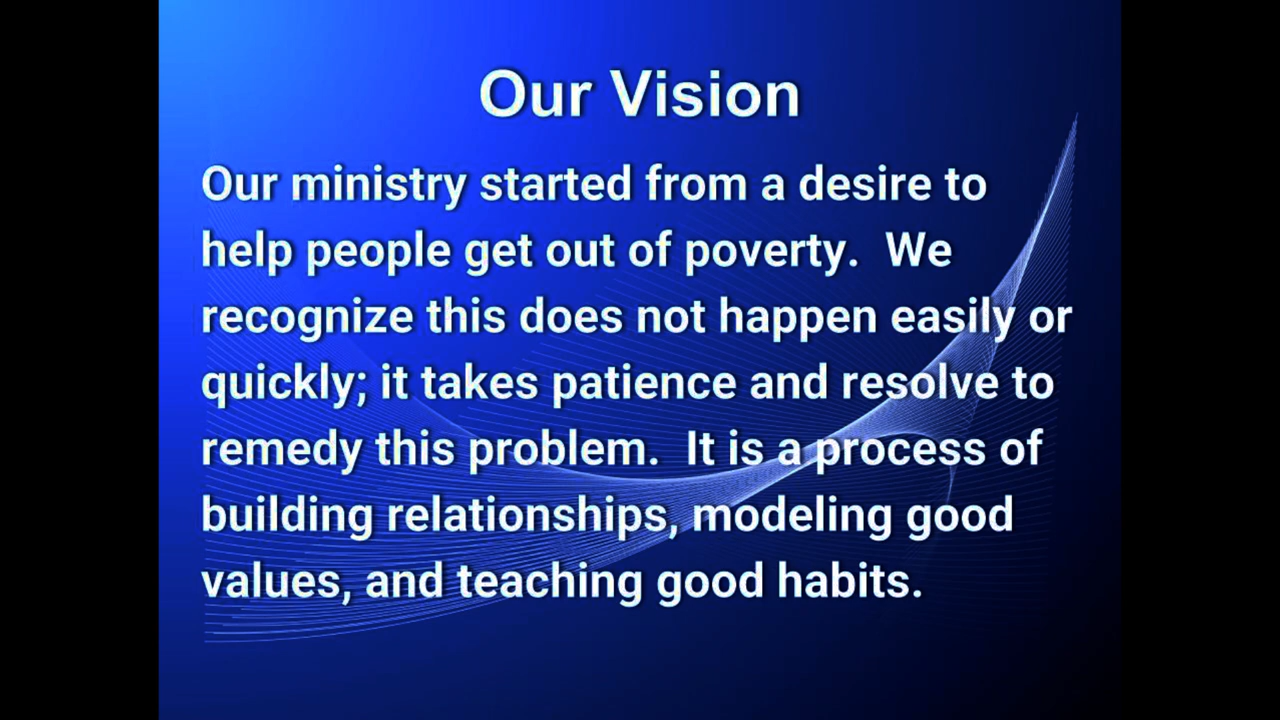 Our Vision
Our ministry started from a desire to
help people get out of poverty.  We
recognize this does not happen easily or
quickly; it takes patience and resolve to
remedy this problem.  It is a process of
building relationships, modeling good
values, and teaching good habits.